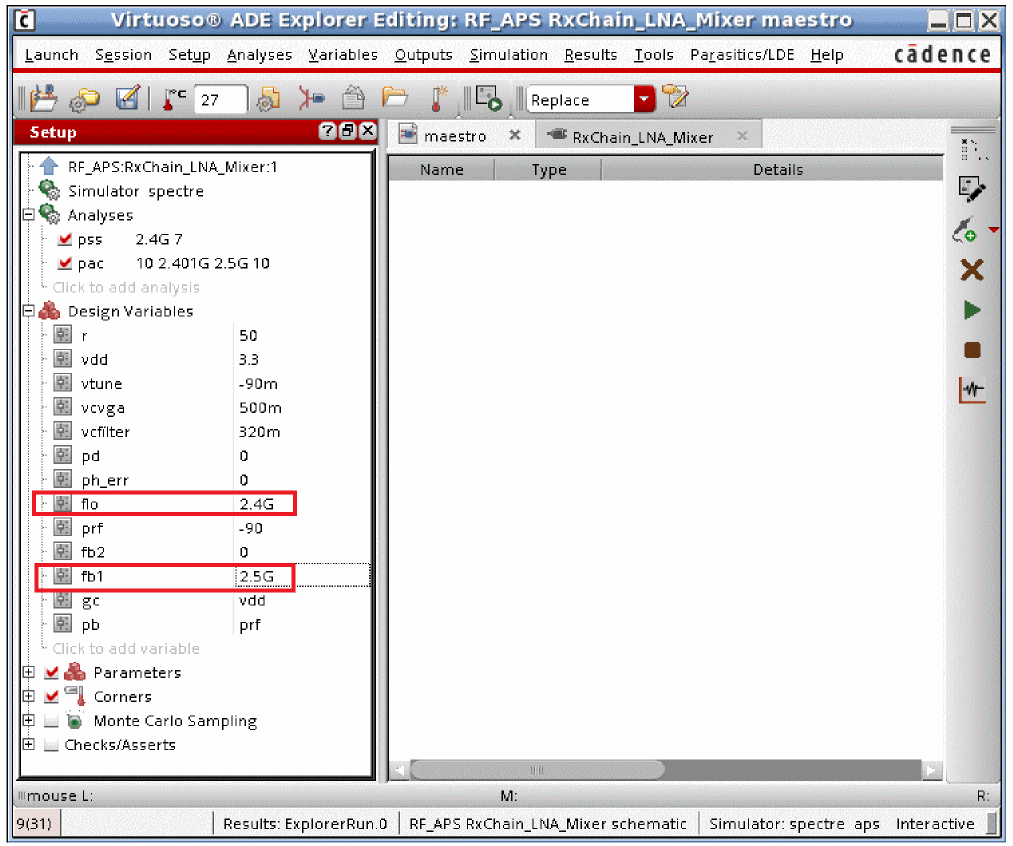 Virtuoso® ADE Explorer Editing: RF_APS RxChain_LNA_Mixer maestro
Launch Session Setup Analyses Variables Outputs Simulation Results Tools Parasitics/LDE Help cādence
°C 27 Replace
Setup
maestro RxChain_LNA_Mixer
Name Type Details
RF_APS:RxChain_LNA_Mixer:1
Simulator spectre
Analyses
pss 2.4G 7
pac 10 2.401G 2.5G 10
Click to add analysis
Design Variables
r 50
vdd 3.3
vtune -90m
vcvga 500m
vcfilter 320m
pd 0
ph_err 0
flo 2.4G
prf -90
fb2 0
fb1 2.5G
gc vdd
pb prf
Click to add variable
Parameters
Corners
Monte Carlo Sampling
Checks/Asserts
mouse L: M: R:
9(31) Results: ExplorerRun.0 RF_APS RxChain_LNA_Mixer schematic Simulator: spectre aps Interactive